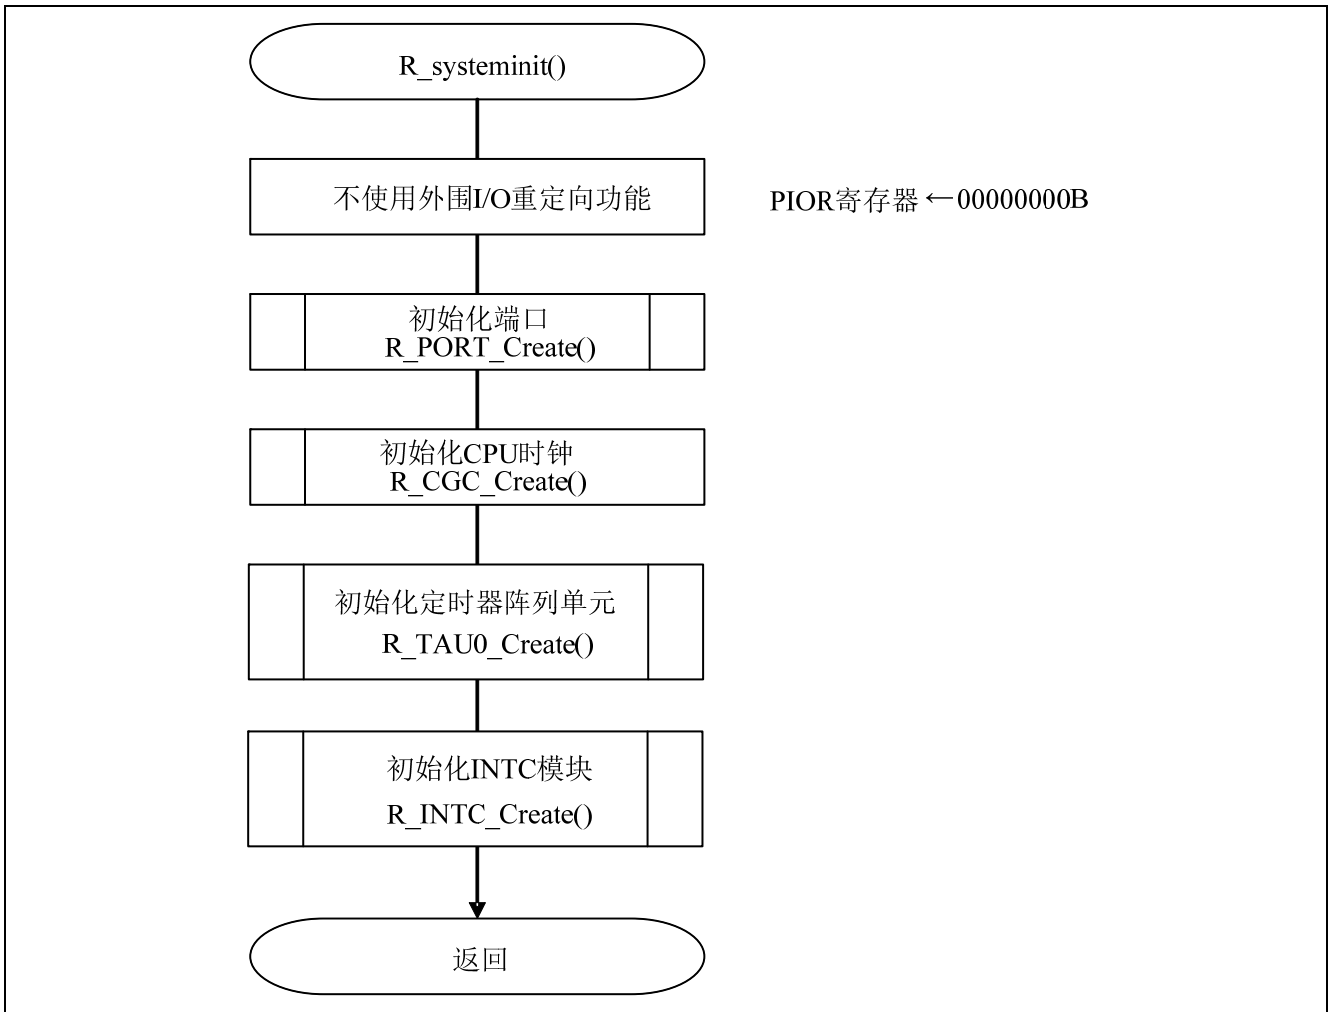 R_systeminit()
不使用外围I/O重定向功能
PIOR寄存器 ←00000000B
初始化端口
R_PORT_Create()
初始化CPU时钟
R_CGC_Create()
初始化定时器阵列单元
R_TAU0_Create()
初始化INTC模块
R_INTC_Create()
返回